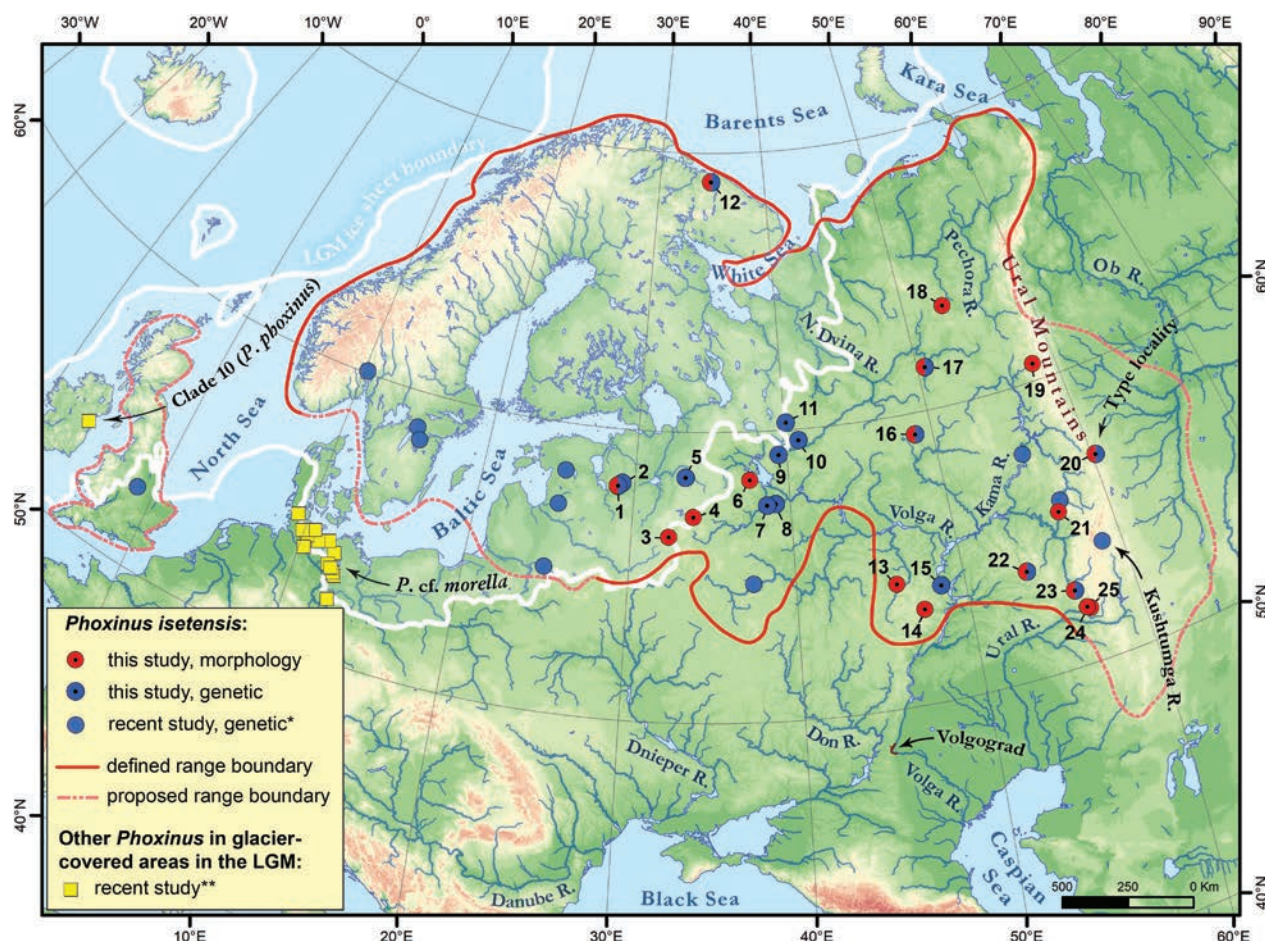 30°W 20°W 10°W 0°E 10°E 20°E 30°E 40°E 50°E 60°E 70°E 80°E 90°E
Kara Sea
Barents Sea
60°N
LGM ice sheet boundary
12
White Sea
Pechora R.
Ob R.
60°N
18
N. Dvina R.
Ural Mountains
17
19
Type locality
Clade 10 (P. phoxinus)
North Sea
11
16
10
9
20
Baltic Sea
2
5
1
6
Kama R.
7
8
21
50°N
4
3
Volga R.
P. cf. morella
13
15
22
14
23
25
24
50°N
Ural R.
Kushtumga R.
Phoxinus isetensis:
this study, morphology
this study, genetic
recent study, genetic*
defined range boundary
proposed range boundary
Other Phoxinus in glacier-
covered areas in the LGM:
recent study**
Dnieper R.
Don R.
Volgograd
Volga R.
40°N
Danube R.
Black Sea
Caspian
Sea
500 250 0 Km
40°N
10°E 20°E 30°E 40°E 50°E 60°E